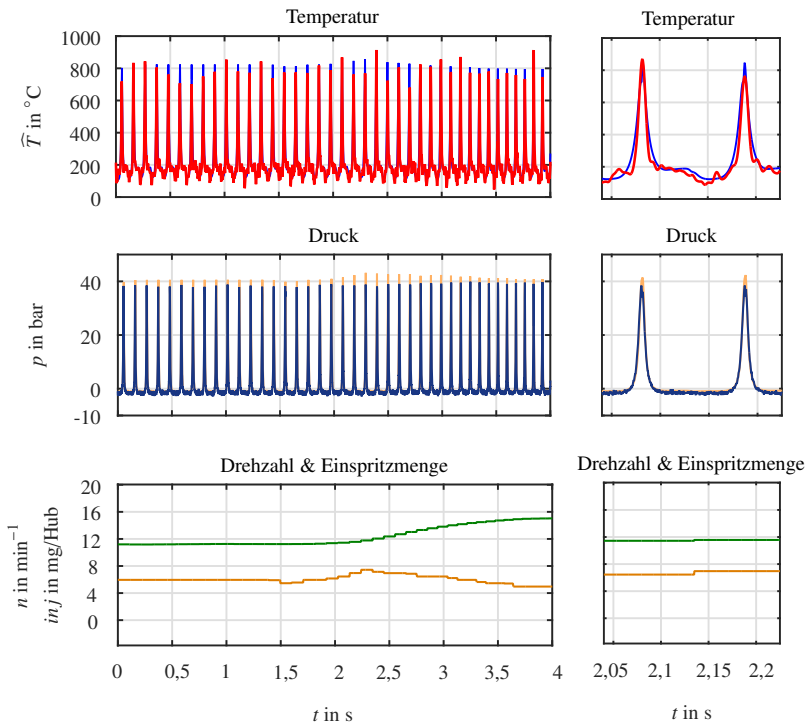 Temperatur
Temperatur
1000
800
600
400
200
0
T̂ in °C
Druck
Druck
40
20
0
-10
p in bar
Drehzahl & Einspritzmenge
Drehzahl & Einspritzmenge
20
16
12
8
4
0
n in min⁻¹
inj in mg/Hub
0 0,5 1 1,5 2 2,5 3 3,5 4
2,05 2,1 2,15 2,2
t in s
t in s